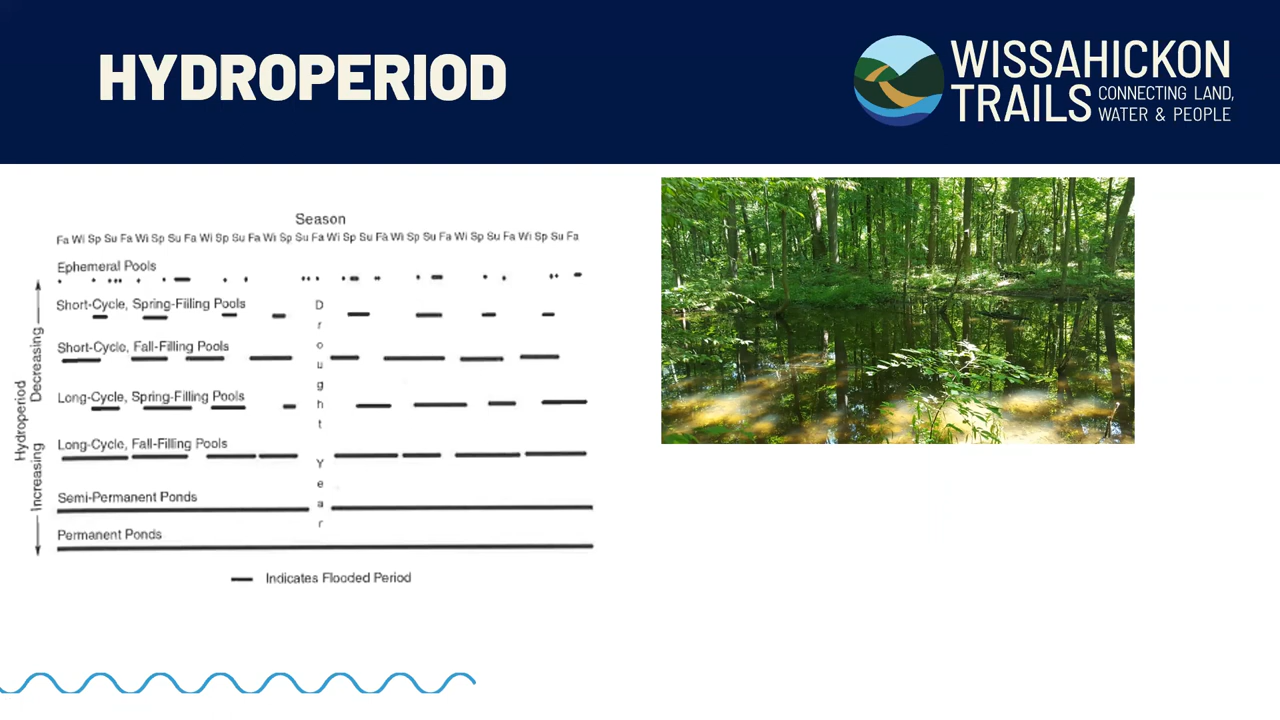 HYDROPERIOD
WISSAHICKON
TRAILS CONNECTING LAND,
WATER & PEOPLE
Season
Fa Wi Sp Su Fa Wi Sp Su Fa Wi Sp Su Fa Wi Sp Su Fa Wi Sp Su Fa Wi Sp Su Fa Wi Sp Su Fa Wi Sp Su Fa
Ephemeral Pools
Short-Cycle, Spring-Filling Pools
Short-Cycle, Fall-Filling Pools
Long-Cycle, Spring-Filling Pools
Long-Cycle, Fall-Filling Pools
Semi-Permanent Ponds
Permanent Ponds
Drought Year
Hydroperiod
Increasing Decreasing
Indicates Flooded Period